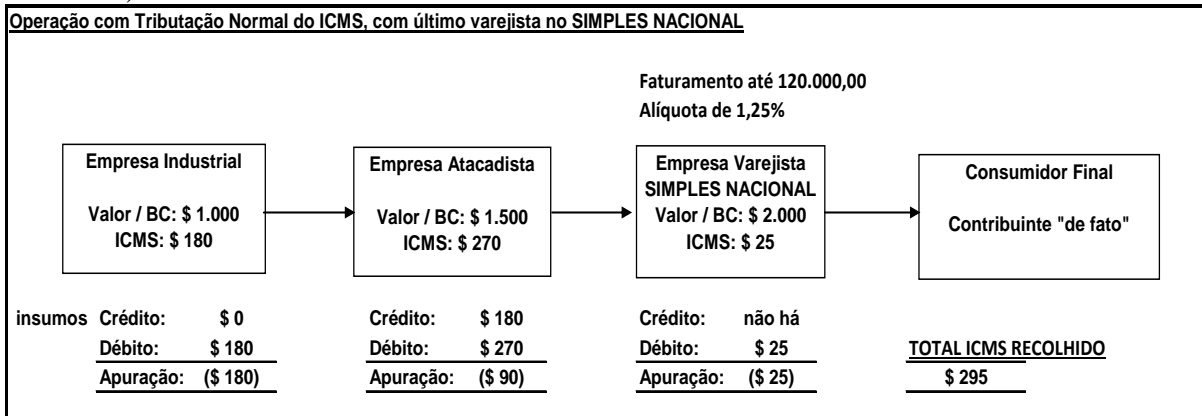 Operação com Tributação Normal do ICMS, com último varejista no SIMPLES NACIONAL
Faturamento até 120.000,00
Alíquota de 1,25%
Empresa Industrial
Valor / BC: $ 1.000
ICMS: $ 180
Empresa Atacadista
Valor / BC: $ 1.500
ICMS: $ 270
Empresa Varejista
SIMPLES NACIONAL
Valor / BC: $ 2.000
ICMS: $ 25
Consumidor Final
Contribuinte "de fato"
insumos Crédito: $ 0
Débito: $ 180
Apuração: ($ 180)
Crédito: $ 180
Débito: $ 270
Apuração: ($ 90)
Crédito: não há
Débito: $ 25
Apuração: ($ 25)
TOTAL ICMS RECOLHIDO
$ 295